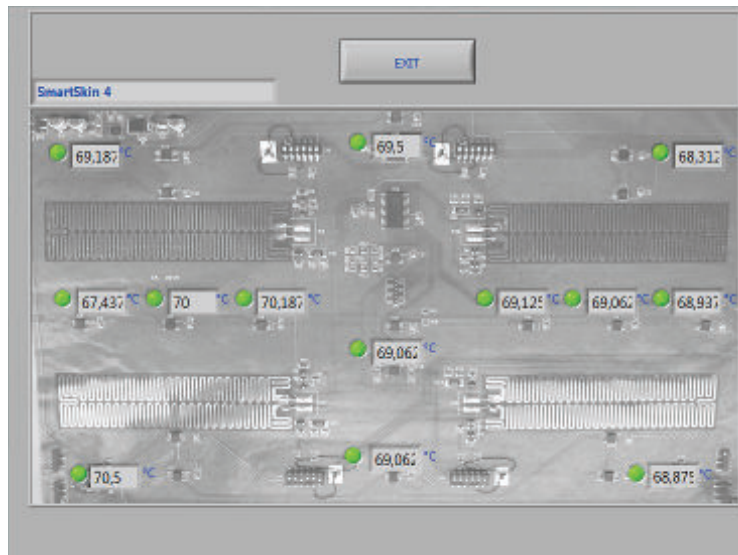 EXIT
SmartSkin 4
69,187 °C
69,5 °C
68,312
67,437 °C
70 °C
70,187 °C
69,125 °C
69,062 °C
68,937 °C
69,062 °C
70,5 °C
69,062 °C
68,875 °C